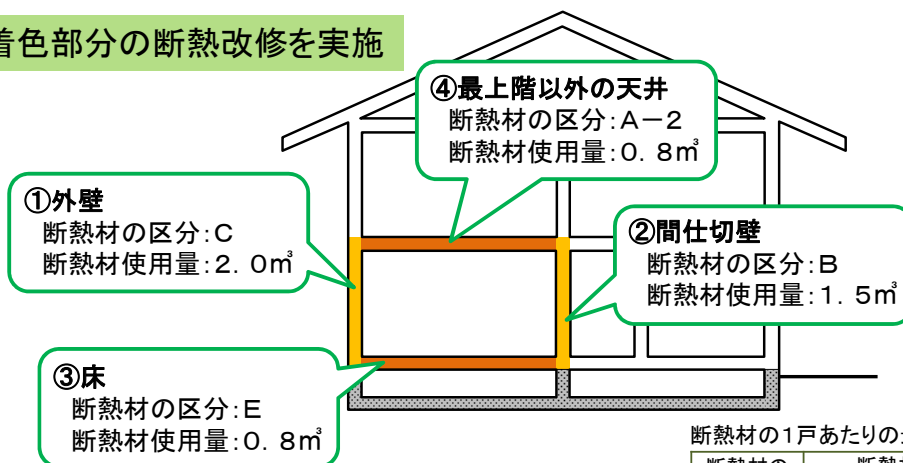 着色部分の断熱改修を実施
④最上階以外の天井
断熱材の区分:A-2
断熱材使用量:0.8㎥
①外壁
断熱材の区分:C
断熱材使用量:2.0㎥
②間仕切壁
断熱材の区分:B
断熱材使用量:1.5㎥
③床
断熱材の区分:E
断熱材使用量:0.8㎥
断熱材の1戸あたりの